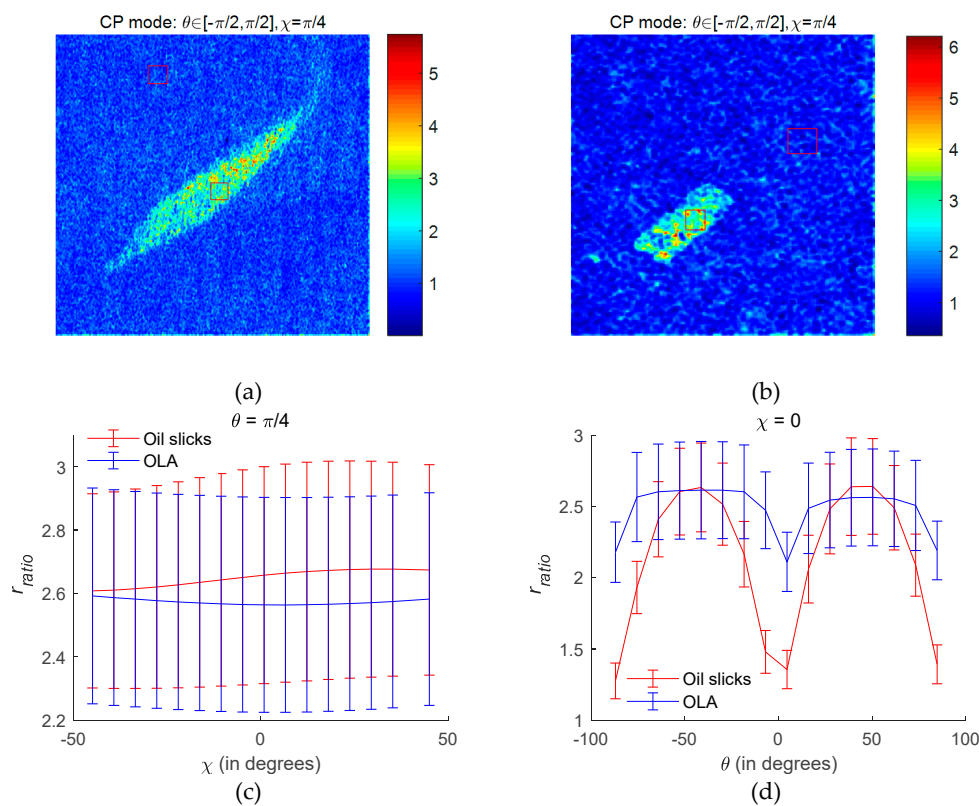 CP mode: θ∈[-π/2,π/2],χ=π/4
5
4
3
2
1
(a)
CP mode: θ∈[-π/2,π/2],χ=π/4
6
5
4
3
2
1
(b)
θ = π/4
Oil slicks
OLA
3
2.8
2.6
2.4
2.2
r_ratio
-50
0
50
χ (in degrees)
(c)
χ = 0
3
2.5
2
1.5
1
r_ratio
Oil slicks
OLA
-100
-50
0
50
100
θ (in degrees)
(d)